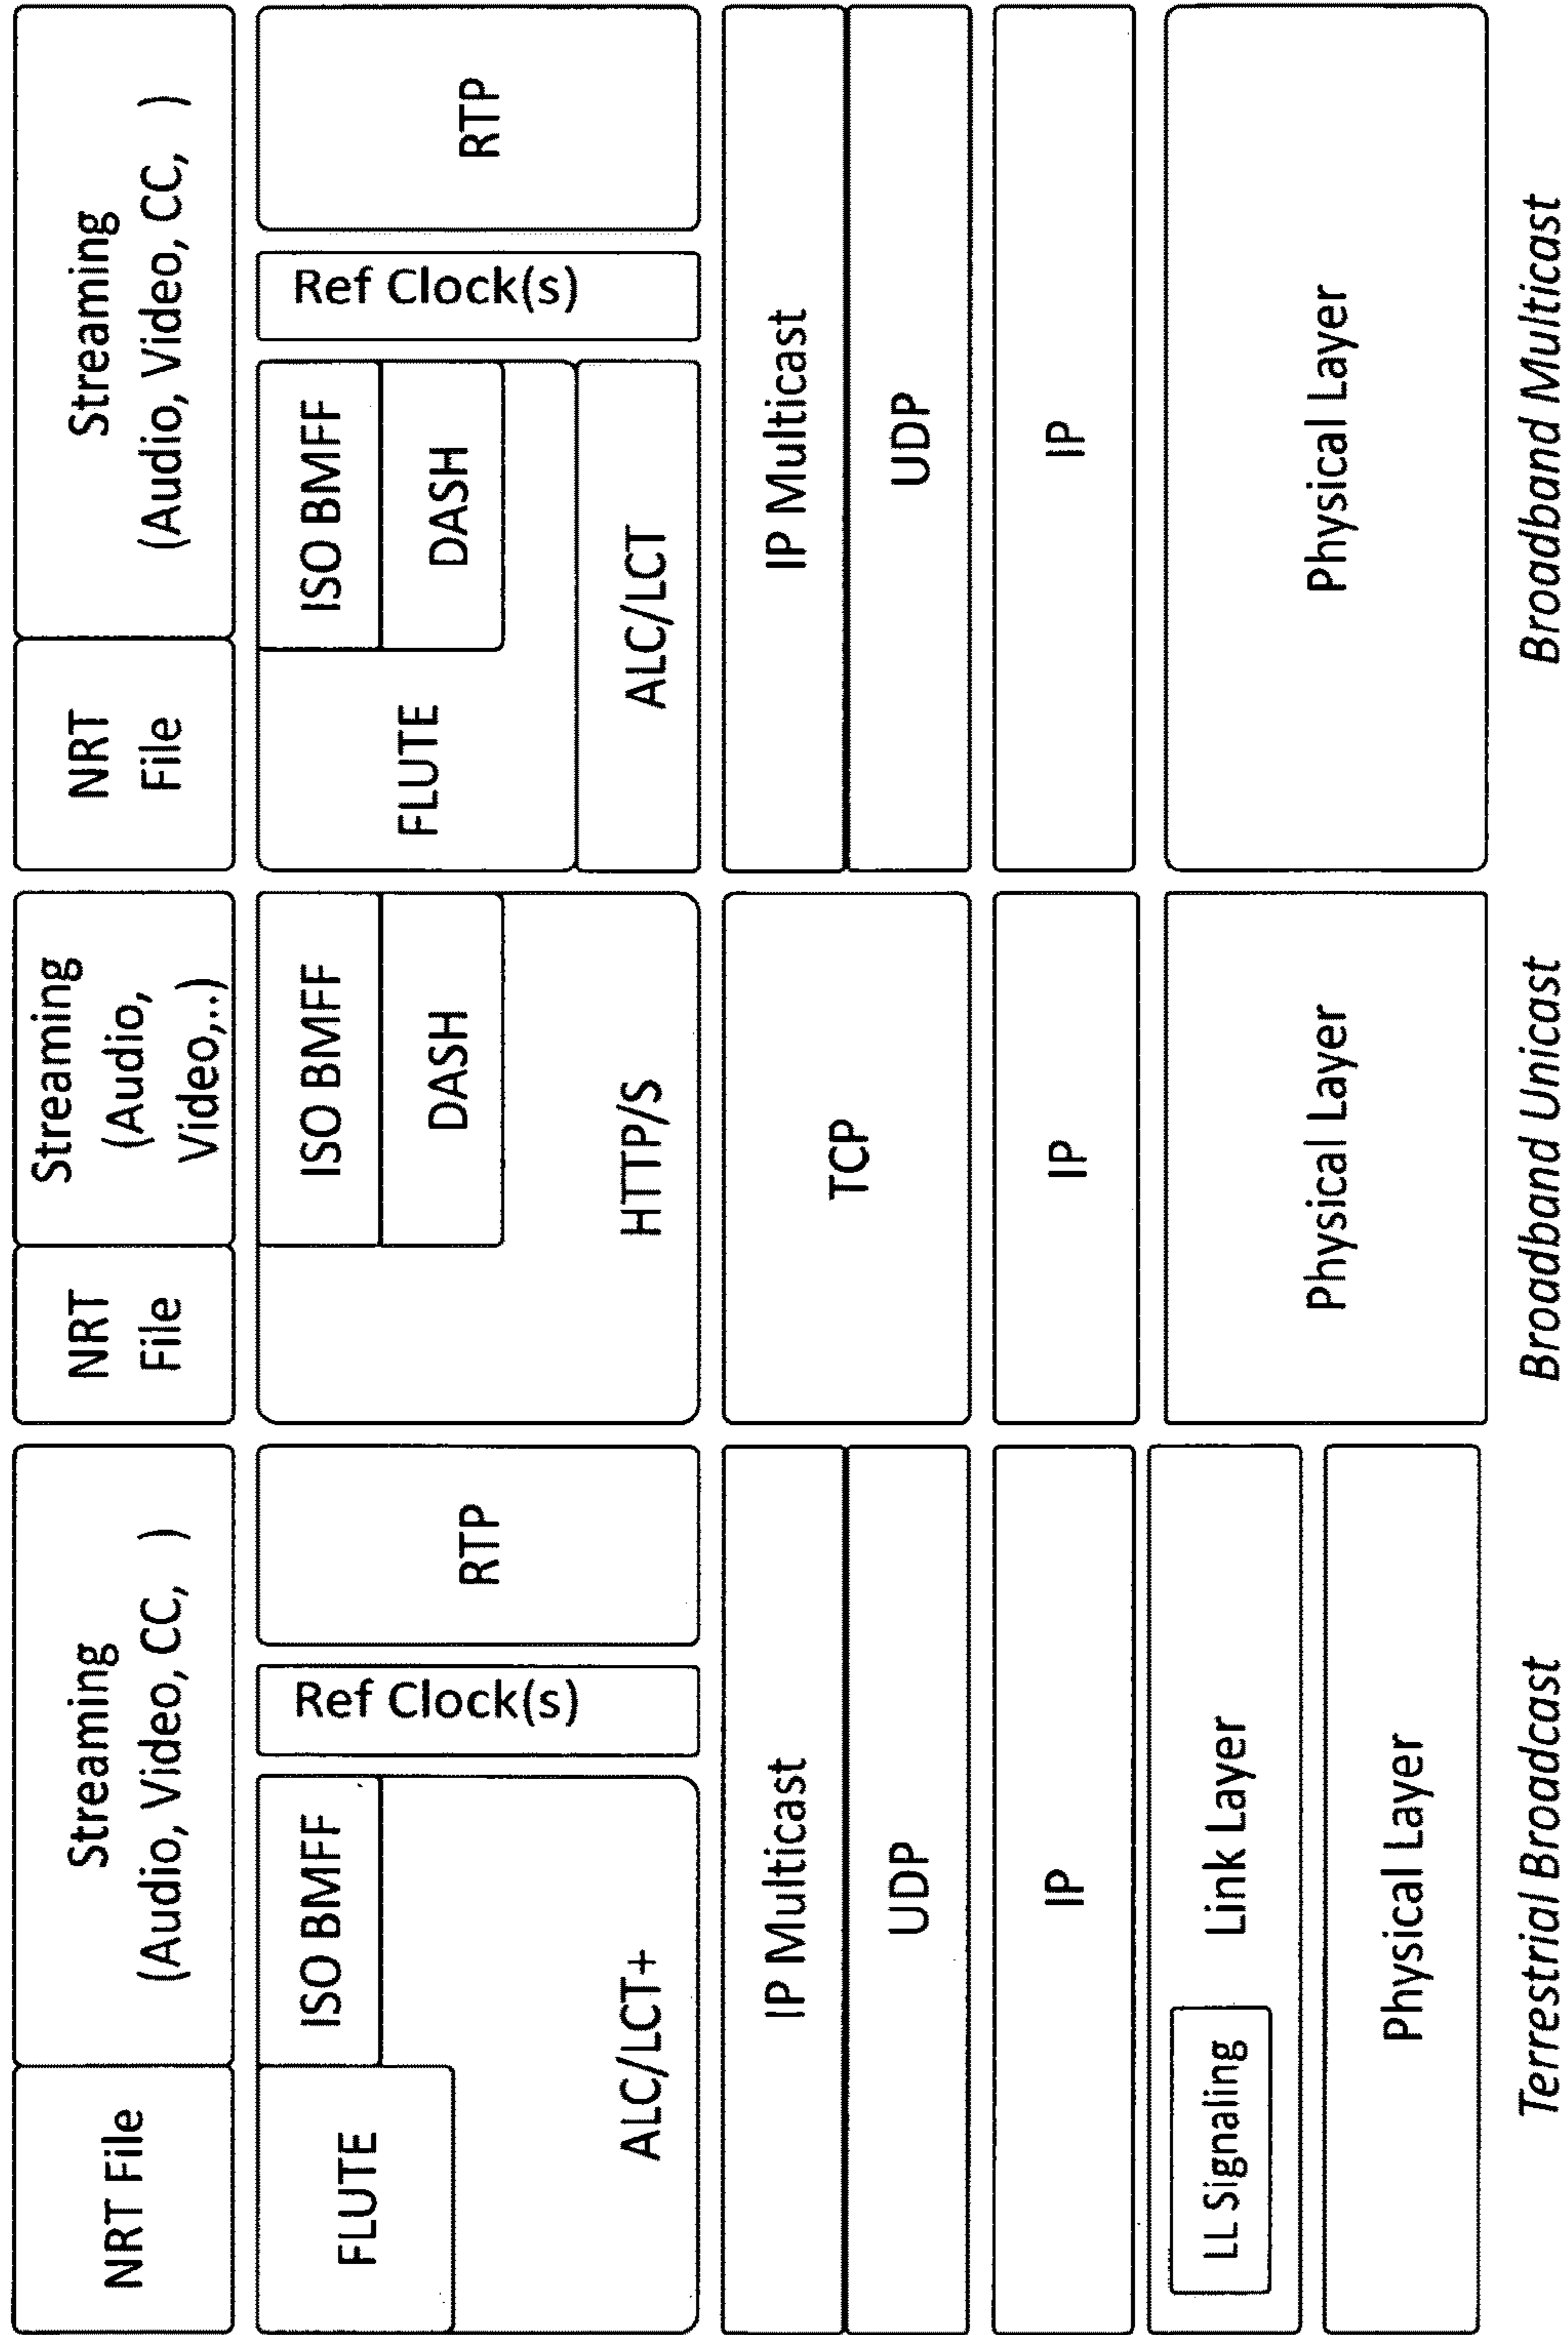 NRT File
Streaming
(Audio, Video, CC, )
NRT
File
Streaming
(Audio,
Video,..)
NRT
File
Streaming
(Audio, Video, CC, )
FLUTE
ISO BMFF
ALC/LCT+
Ref Clock(s)
RTP
ISO BMFF
DASH
HTTP/S
FLUTE
ISO BMFF
DASH
ALC/LCT
Ref Clock(s)
RTP
IP Multicast
UDP
TCP
IP Multicast
UDP
IP
IP
IP
LL Signaling
Link Layer
Physical Layer
Physical Layer
Physical Layer
Terrestrial Broadcast
Broadband Unicast
Broadband Multicast